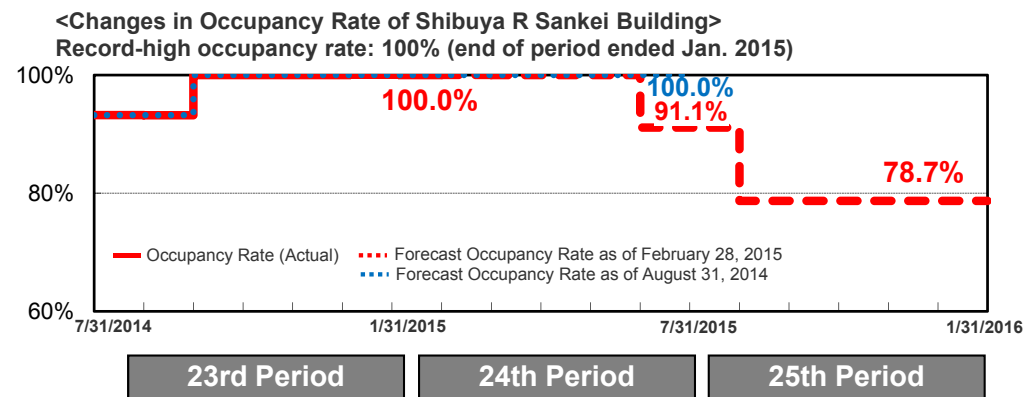 <Changes in Occupancy Rate of Shibuya R Sankei Building>
Record-high occupancy rate: 100% (end of period ended Jan. 2015)
100%
100.0%
100.0%
91.1%
78.7%
80%
Occupancy Rate (Actual)
Forecast Occupancy Rate as of February 28, 2015
Forecast Occupancy Rate as of August 31, 2014
60%
7/31/2014
1/31/2015
7/31/2015
1/31/2016
23rd Period
24th Period
25th Period